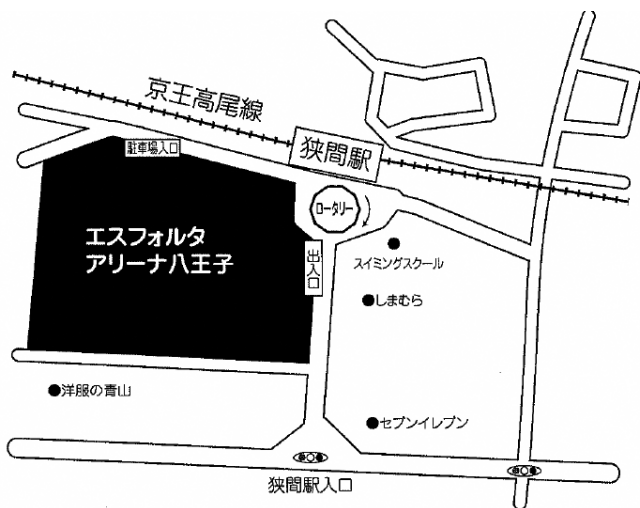 京王高尾線
狭間駅
駐車場入口
ロータリー
エスフォルタ
アリーナ八王子
出入口
スイミングスクール
しまむら
洋服の青山
セブンイレブン
狭間駅入口